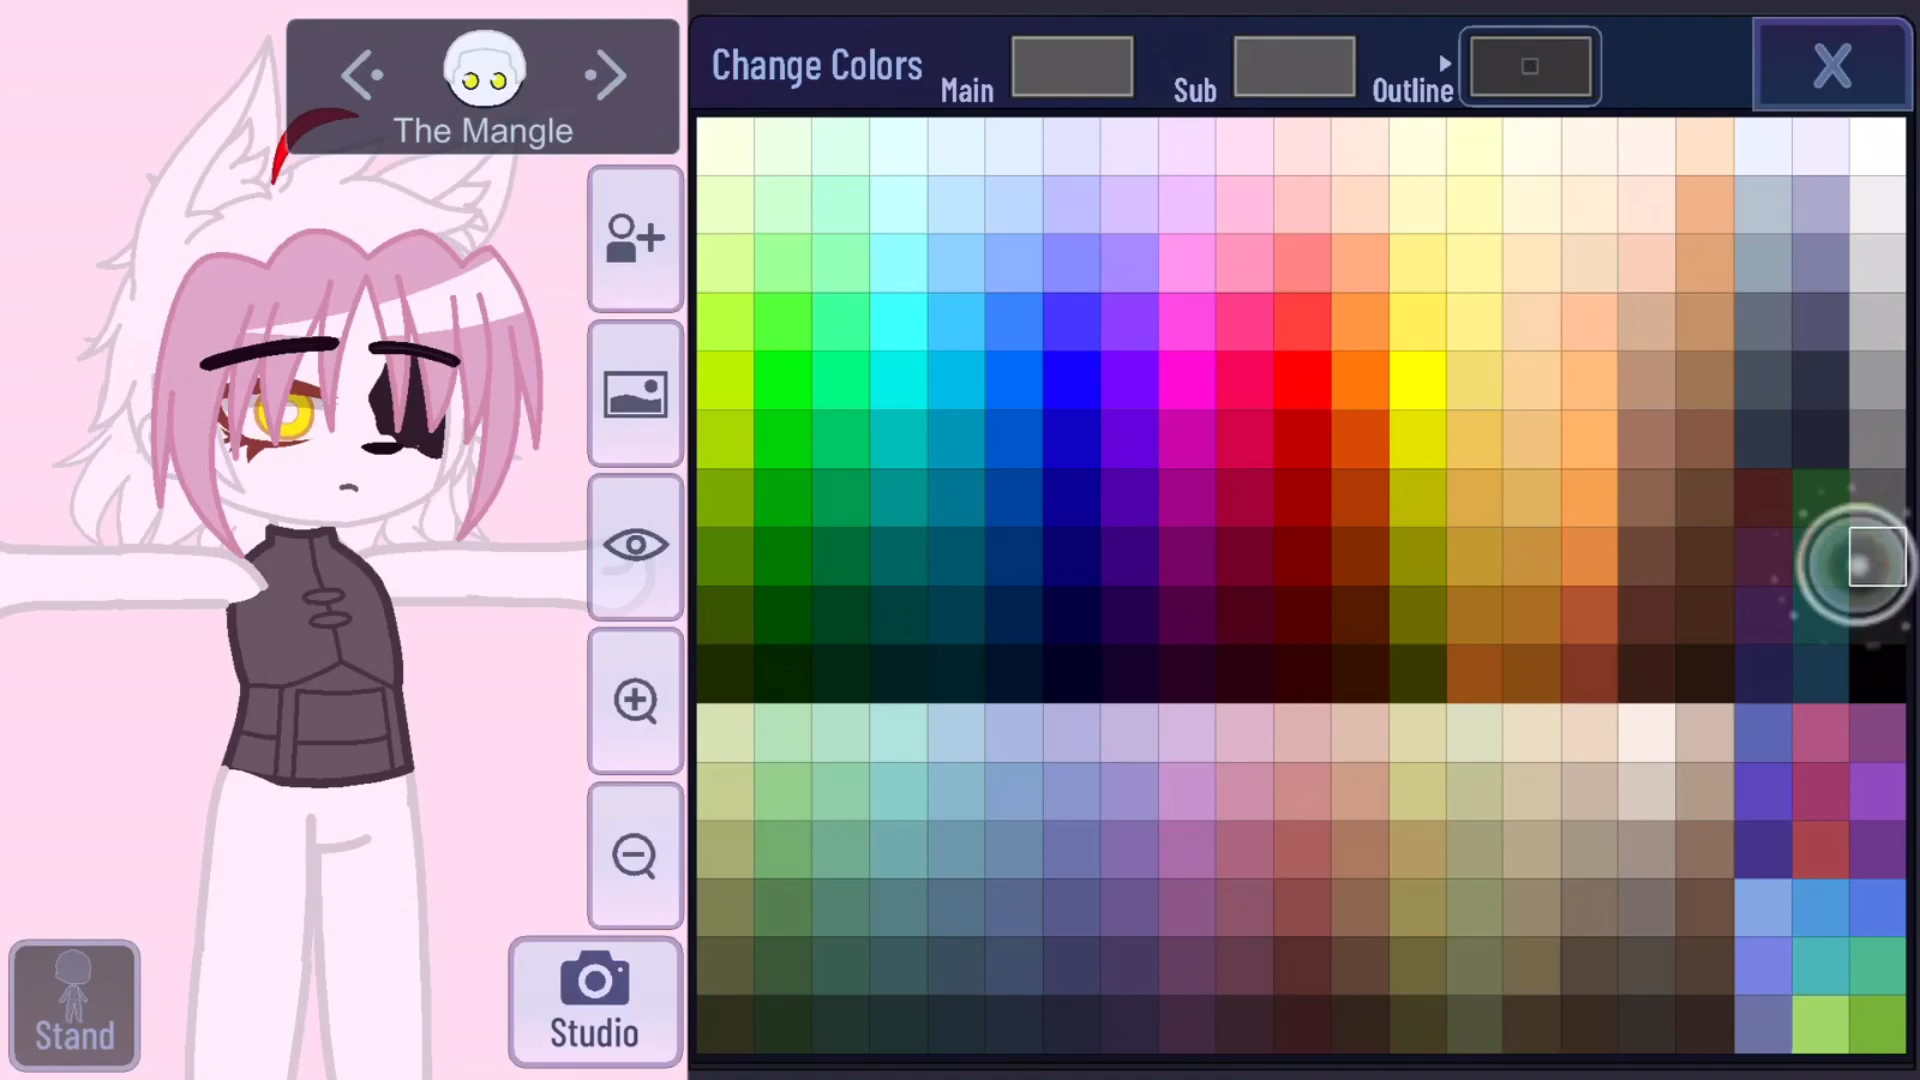 The Mangle
Change Colors
Main
Sub
Outline
X
Stand
Studio